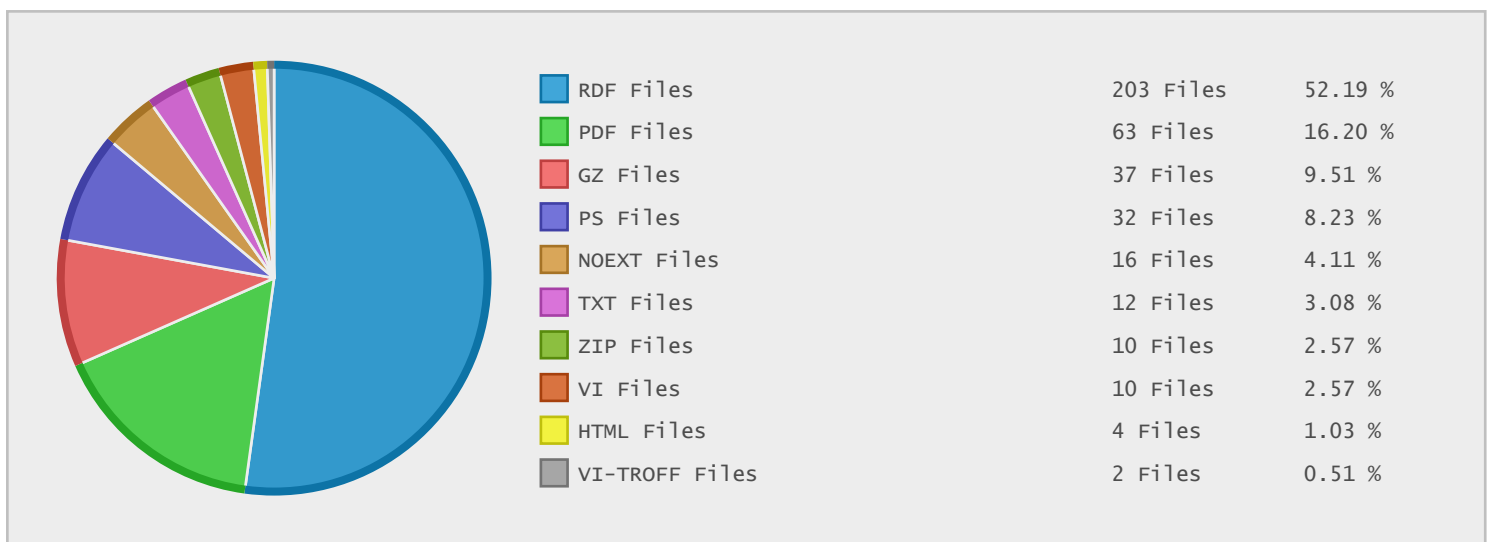 RDF Files 203 Files 52.19 %
PDF Files 63 Files 16.20 %
GZ Files 37 Files 9.51 %
PS Files 32 Files 8.23 %
NOEXT Files 16 Files 4.11 %
TXT Files 12 Files 3.08 %
ZIP Files 10 Files 2.57 %
VI Files 10 Files 2.57 %
HTML Files 4 Files 1.03 %
VI-TROFF Files 2 Files 0.51 %